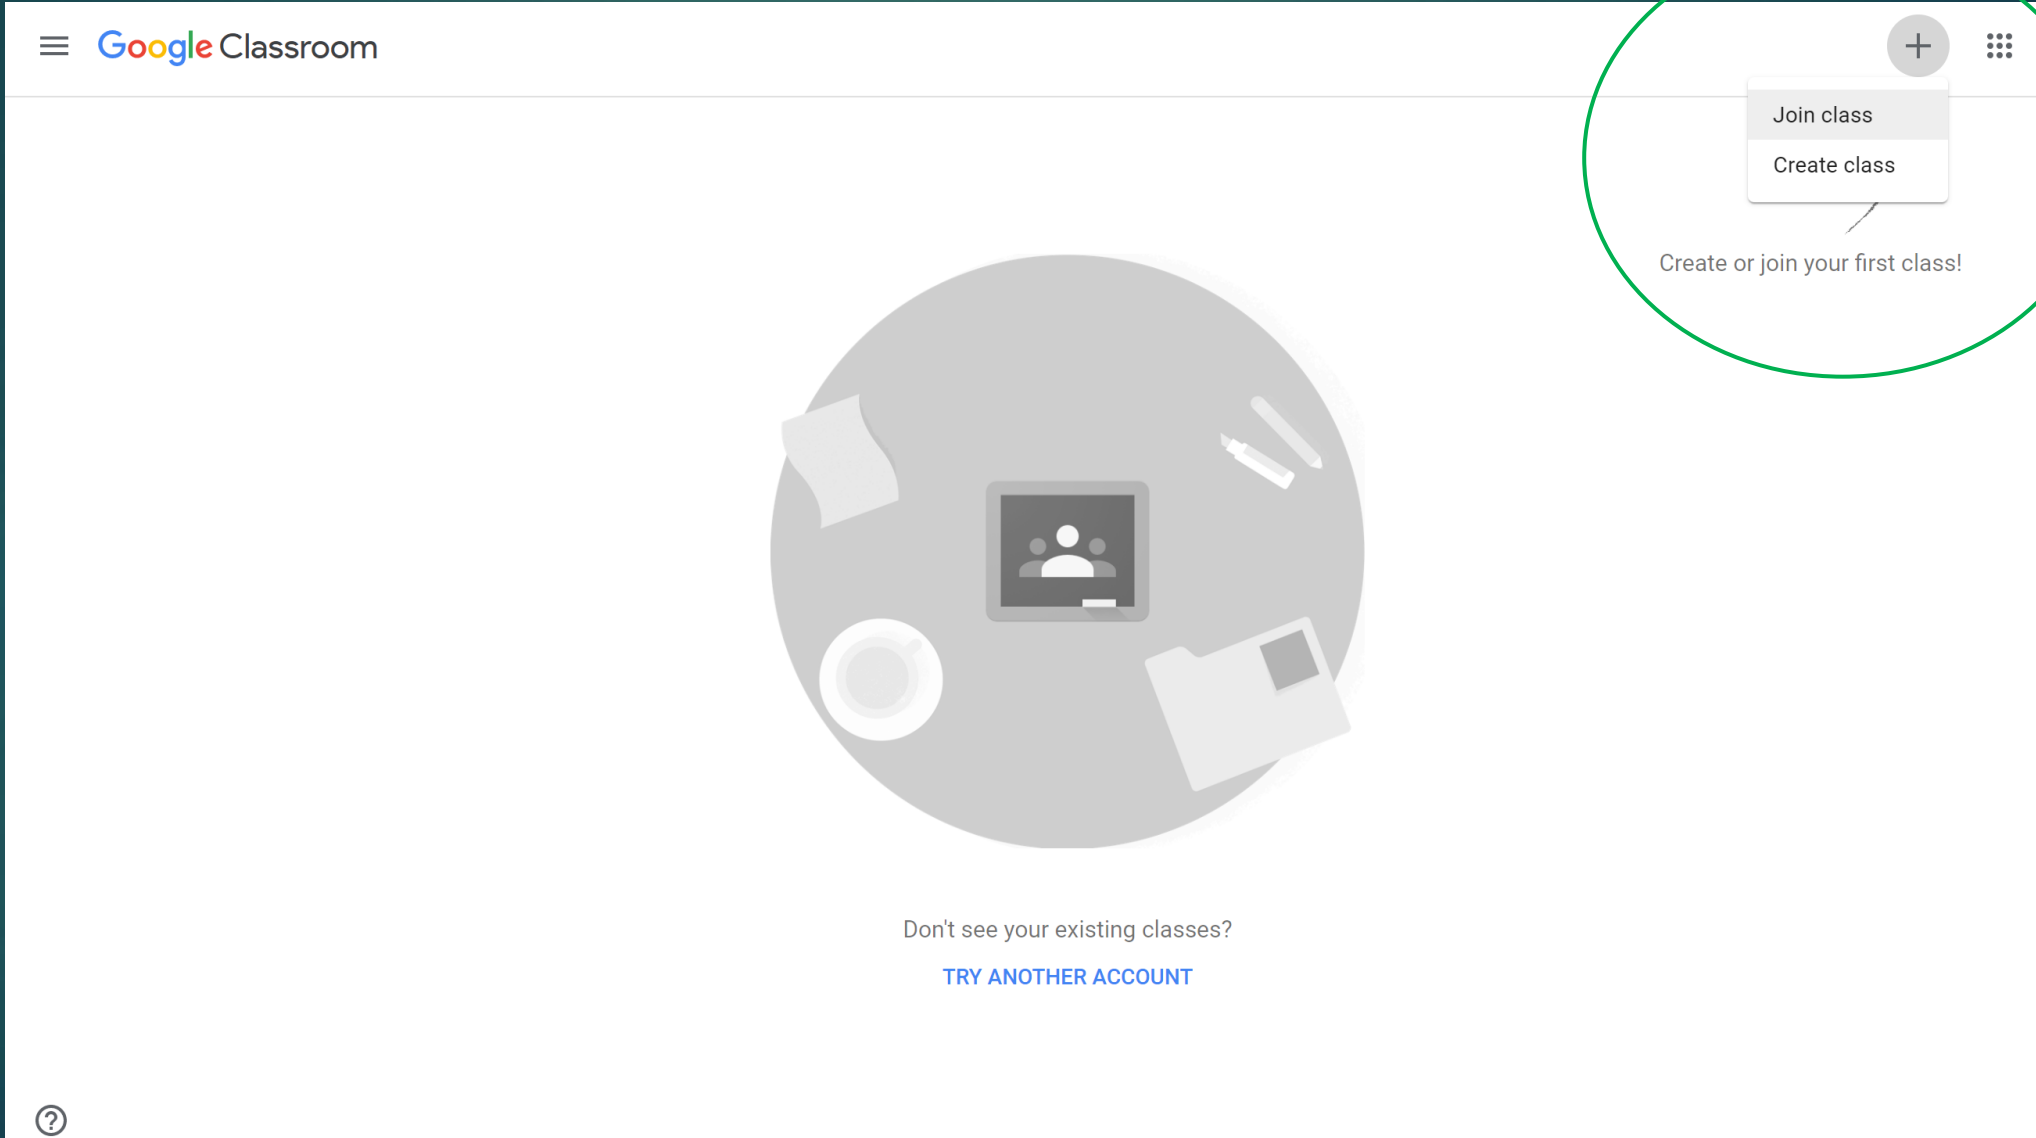 Google Classroom
Join class
Create class
Create or join your first class!
Don't see your existing classes?
TRY ANOTHER ACCOUNT